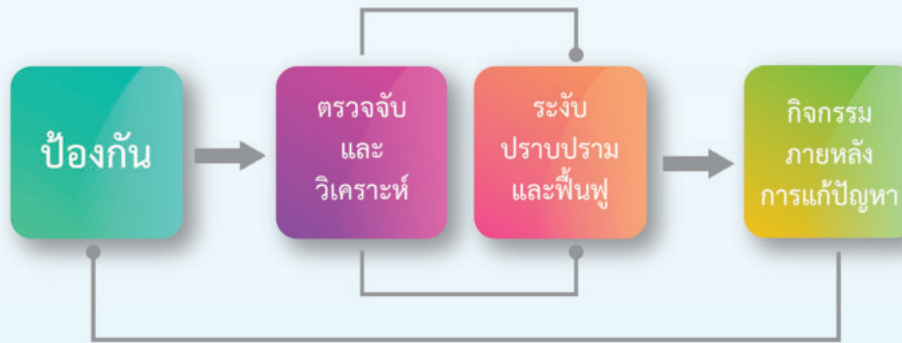 ป้องกัน
ตรวจจับ
และ
วิเคราะห์
ระงับ
ปราบปราม
และฟื้นฟู
กิจกรรม
ภายหลัง
การแก้ปัญหา